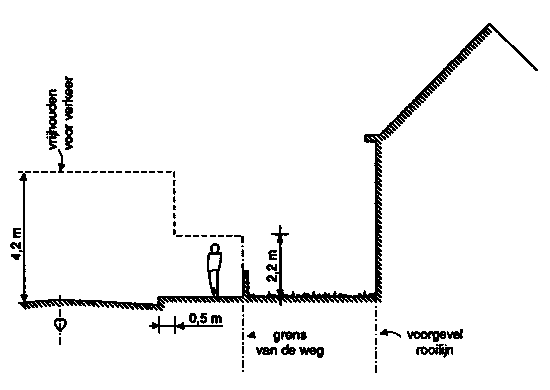 vrijhouden
voor verkeer
4,2 m
2,2 m
0,5 m
grens
van de weg
voorgevel
rooilijn